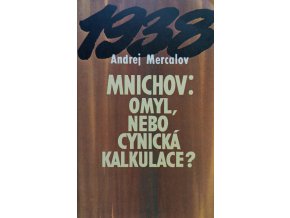 1938
Andrej Mercalov
MNICHOV:
OMYL,
NEBO
CYNICKÁ
KALKULACE?